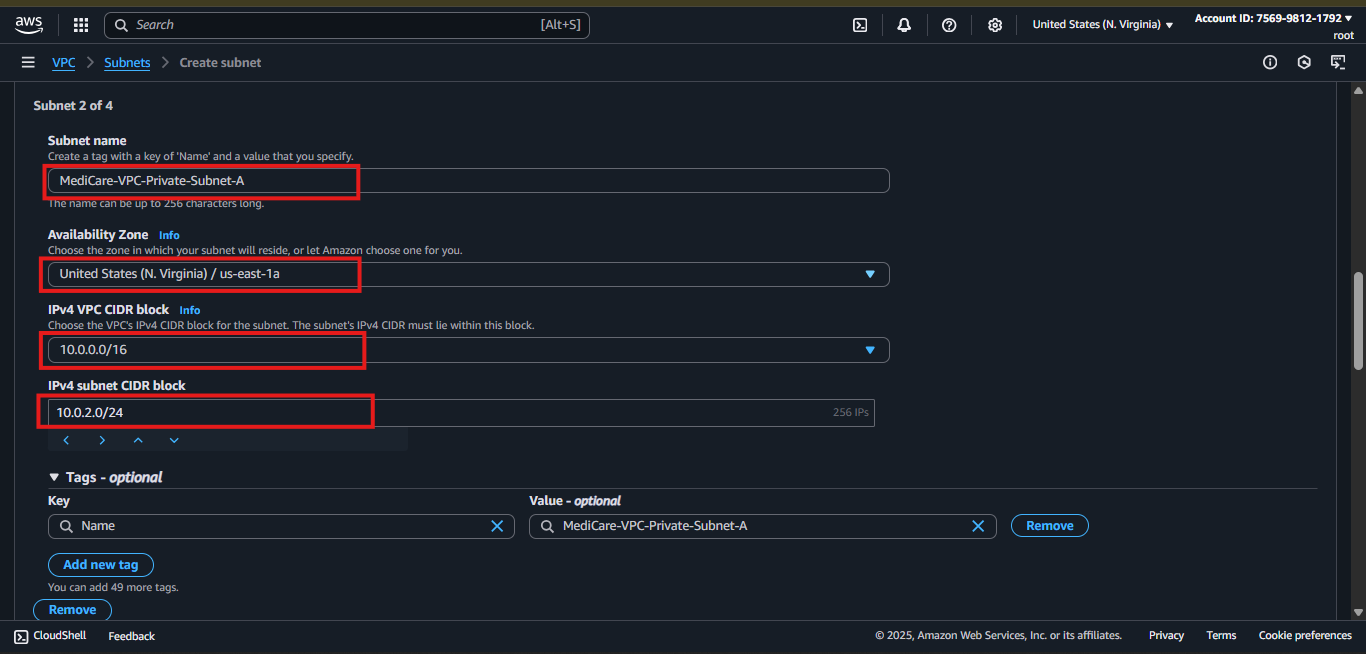 aws
Search [Alt+S]
United States (N. Virginia) Account ID: 7569-9812-1792
root
VPC Subnets Create subnet
Subnet 2 of 4
Subnet name
Create a tag with a key of 'Name' and a value that you specify.
MediCare-VPC-Private-Subnet-A
The name can be up to 256 characters long.
Availability Zone Info
Choose the zone in which your subnet will reside, or let Amazon choose one for you.
United States (N. Virginia) / us-east-1a
IPv4 VPC CIDR block Info
Choose the VPC's IPv4 CIDR block for the subnet. The subnet's IPv4 CIDR must lie within this block.
10.0.0.0/16
IPv4 subnet CIDR block
10.0.2.0/24 256 IPs
Tags - optional
Key Value - optional
Name MediCare-VPC-Private-Subnet-A Remove
Add new tag
You can add 49 more tags.
Remove
CloudShell Feedback © 2025, Amazon Web Services, Inc. or its affiliates. Privacy Terms Cookie preferences